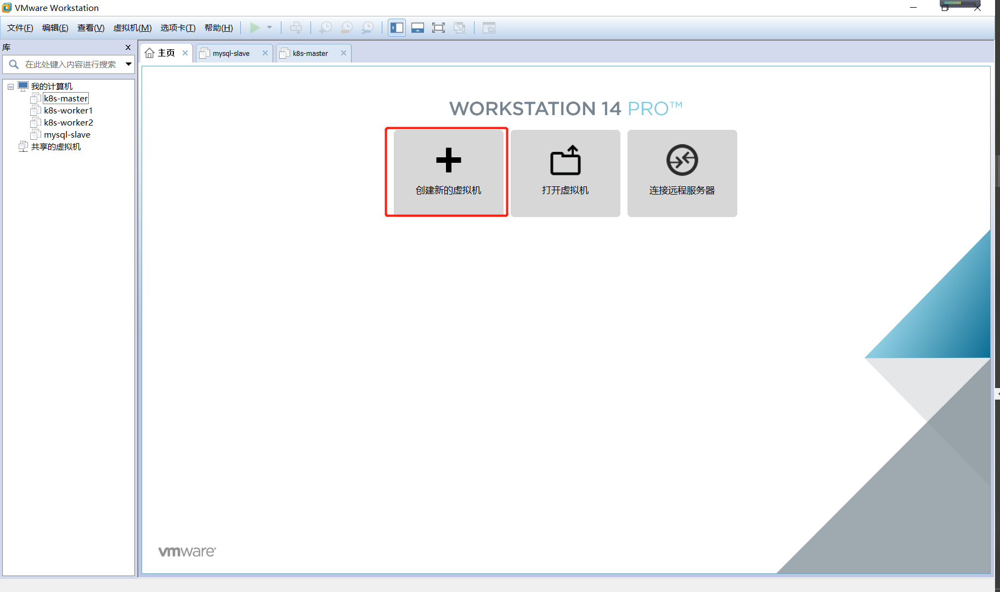 VMware Workstation
文件(F) 编辑(E) 查看(V) 虚拟机(M) 选项卡(T) 帮助(H)
库
主页 mysql-slave k8s-master
在此处键入内容进行搜索
我的计算机
k8s-master
k8s-worker1
k8s-worker2
mysql-slave
共享的虚拟机
WORKSTATION 14 PRO™
创建新的虚拟机 打开虚拟机 连接远程服务器
vmware®